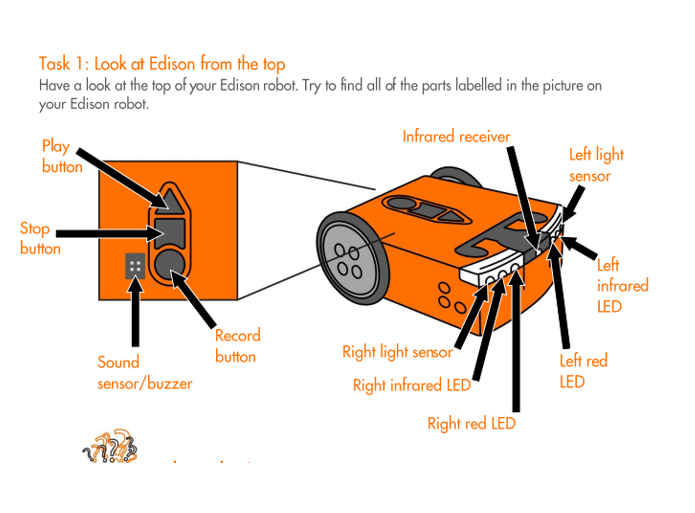 Task 1: Look at Edison from the top
Have a look at the top of your Edison robot. Try to find all of the parts labelled in the picture on
your Edison robot.
Play
button
Stop
button
Sound
sensor/buzzer
Record
button
Infrared receiver
Left light
sensor
Left
infrared
LED
Left red
LED
Right light sensor
Right infrared LED
Right red LED